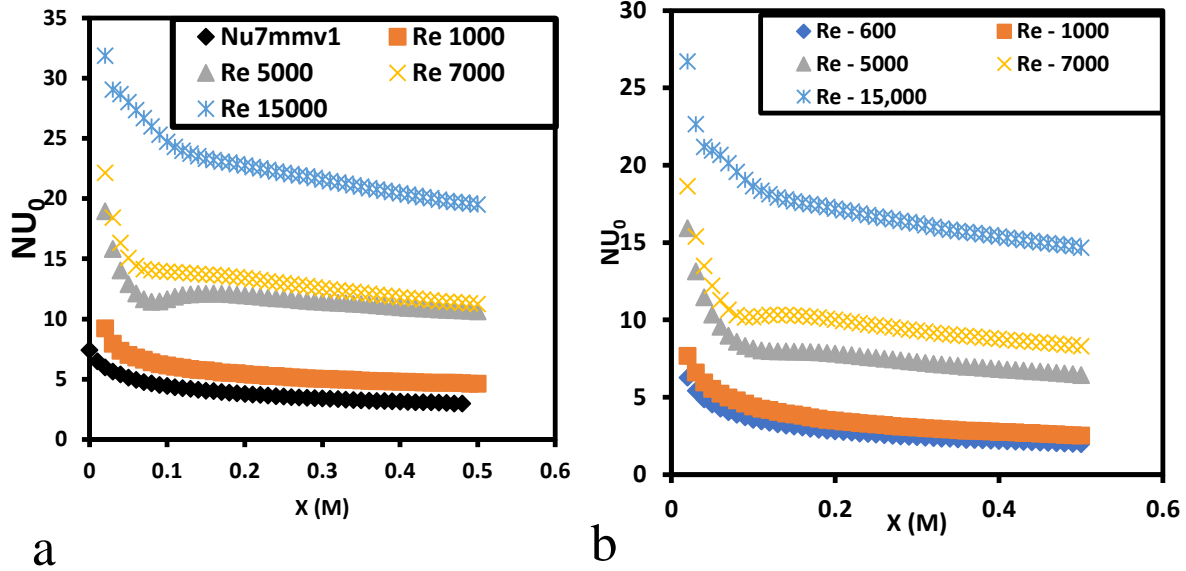 35
30
25
20
15
10
5
0
NU0
Nu7mmv1 Re 1000
Re 5000 Re 7000
Re 15000
0 0.1 0.2 0.3 0.4 0.5 0.6
X (M)
a
30
25
20
15
10
5
0
NU0
Re - 600 Re - 1000
Re - 5000 Re - 7000
Re - 15,000
0 0.2 0.4 0.6
X (M)
b